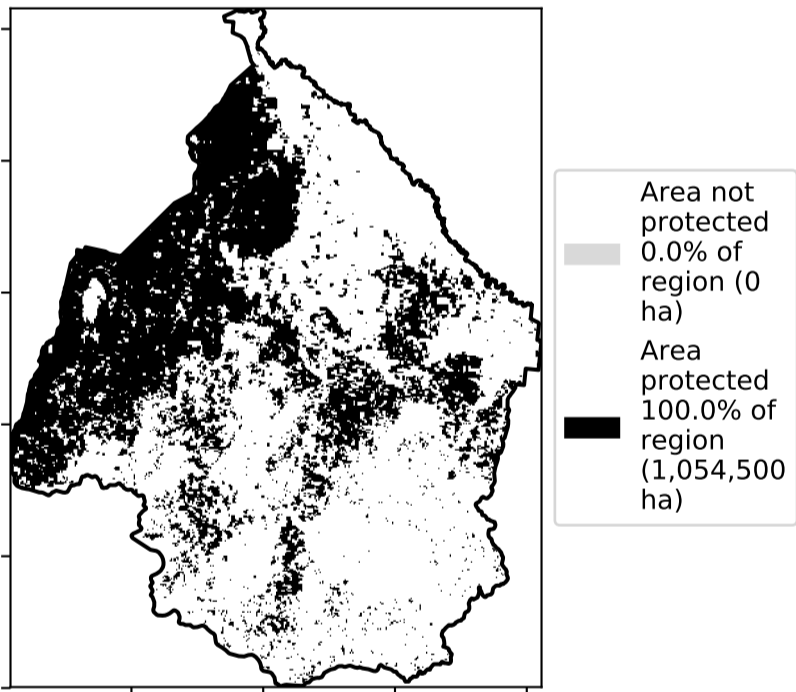 Area not
protected
0.0% of
region (0
ha)
Area
protected
100.0% of
region
(1,054,500
ha)